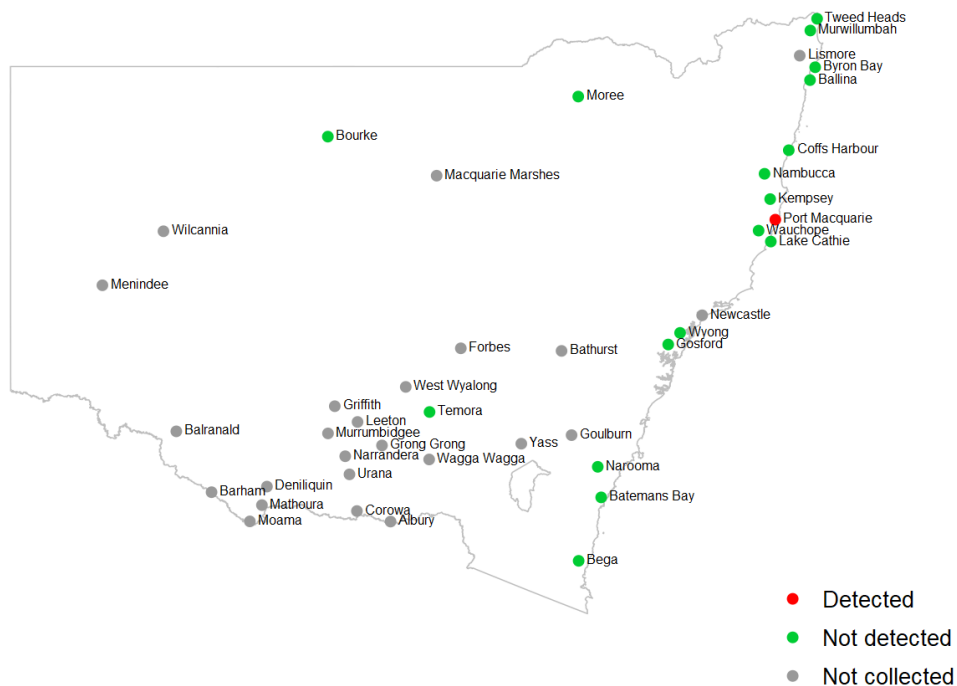 Tweed Heads
Murwillumbah
Lismore
Byron Bay
Ballina
Moree
Bourke
Coffs Harbour
Macquarie Marshes
Nambucca
Kempsey
Port Macquarie
Wilcannia
Wauchope
Lake Cathie
Menindee
Newcastle
Wyong
Gosford
Forbes
Bathurst
West Wyalong
Griffith
Temora
Leeton
Balranald
Murrumbidgee
Goulburn
Grong Grong
Yass
Narrandera
Wagga Wagga
Narooma
Urana
Deniliquin
Barham
Batemans Bay
Mathoura
Corowa
Moama
Albury
Bega
Detected
Not detected
Not collected